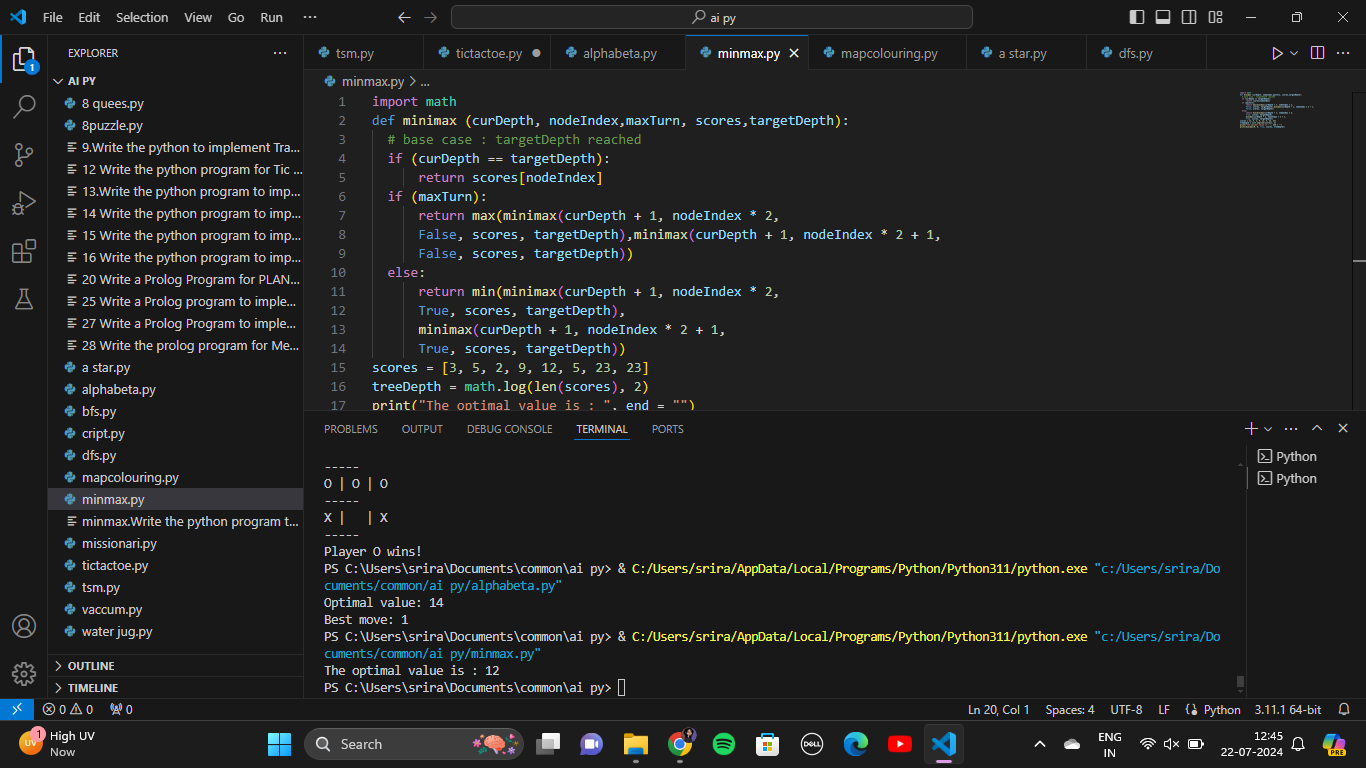 File Edit Selection View Go Run ··· ai py
EXPLORER ···
AI PY
8 quees.py
8puzzle.py
9.Write the python to implement Tra...
12 Write the python program for Tic ...
13.Write the python program to imp...
14 Write the python program to imp...
15 Write the python program to imp...
16 Write the python program to imp...
20 Write a Prolog Program for PLAN...
25 Write a Prolog program to imple...
27 Write a Prolog Program to imple...
28 Write the prolog program for Me...
a star.py
alphabeta.py
bfs.py
cript.py
dfs.py
mapcolouring.py
minmax.py
minmax.Write the python program t...
missionari.py
tictactoe.py
tsm.py
vaccum.py
water jug.py
OUTLINE
TIMELINE
1
tsm.py tictactoe.py alphabeta.py minmax.py mapcolouring.py a star.py dfs.py
minmax.py > ...
1 import math
2 def minimax (curDepth, nodeIndex,maxTurn, scores,targetDepth):
3 # base case : targetDepth reached
4 if (curDepth == targetDepth):
5 return scores[nodeIndex]
6 if (maxTurn):
7 return max(minimax(curDepth + 1, nodeIndex * 2,
8 False, scores, targetDepth),minimax(curDepth + 1, nodeIndex * 2 + 1,
9 False, scores, targetDepth))
10 else:
11 return min(minimax(curDepth + 1, nodeIndex * 2,
12 True, scores, targetDepth),
13 minimax(curDepth + 1, nodeIndex * 2 + 1,
14 True, scores, targetDepth))
15 scores = [3, 5, 2, 9, 12, 5, 23, 23]
16 treeDepth = math.log(len(scores), 2)
17 print("The optimal value is : ", end = "")
PROBLEMS OUTPUT DEBUG CONSOLE TERMINAL PORTS
-----
O | O | O
-----
X |   | X
-----
Player O wins!
PS C:\Users\srira\Documents\common\ai py> & C:/Users/srira/AppData/Local/Programs/Python/Python311/python.exe "c:/Users/srira/Do
cuments/common/ai py/alphabeta.py"
Optimal value: 14
Best move: 1
PS C:\Users\srira\Documents\common\ai py> & C:/Users/srira/AppData/Local/Programs/Python/Python311/python.exe "c:/Users/srira/Do
cuments/common/ai py/minmax.py"
The optimal value is : 12
PS C:\Users\srira\Documents\common\ai py>
Python
Python
0 0 0 Ln 20, Col 1 Spaces: 4 UTF-8 LF Python 3.11.1 64-bit
UV 1 High UV
Now
Search
DELL
ENG
IN
12:45
22-07-2024
PRE